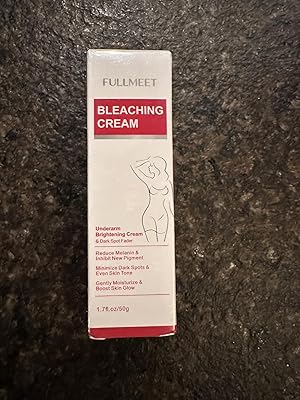 FULLMEET
BLEACHING
CREAM
Underarm
Brightening Cream
& Dark Spot Fader
Reduce Melanin &
Inhibit New Pigment
Minimize Dark Spots &
Even Skin Tone
Gently Moisturize &
Boost Skin Glow
1.7fl.oz/50g